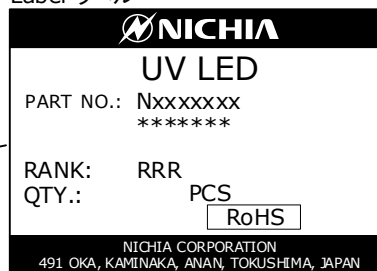 Label ラベル
NICHIA
UV LED
PART NO.: Nxxxxxxx
*******
RANK: RRR
QTY.: PCS
RoHS
NICHIA CORPORATION
491 OKA, KAMINAKA, ANAN, TOKUSHIMA, JAPAN